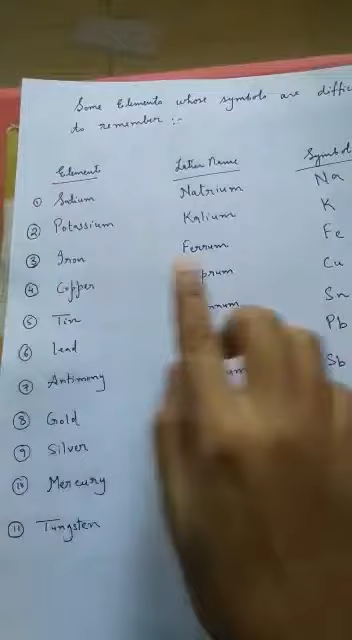 Some Elements whose symbols are
to remember :-
Elements Latin Name
① Sodium Natrium Na
② Potassium Kalium K
③ Iron Ferrum Fe
④ Copper prum Cu
⑤ Tin nnum Sn
⑥ Lead Pb
⑦ Antimony Sb
⑧ Gold
⑨ Silver
⑩ Mercury
⑪ Tungsten